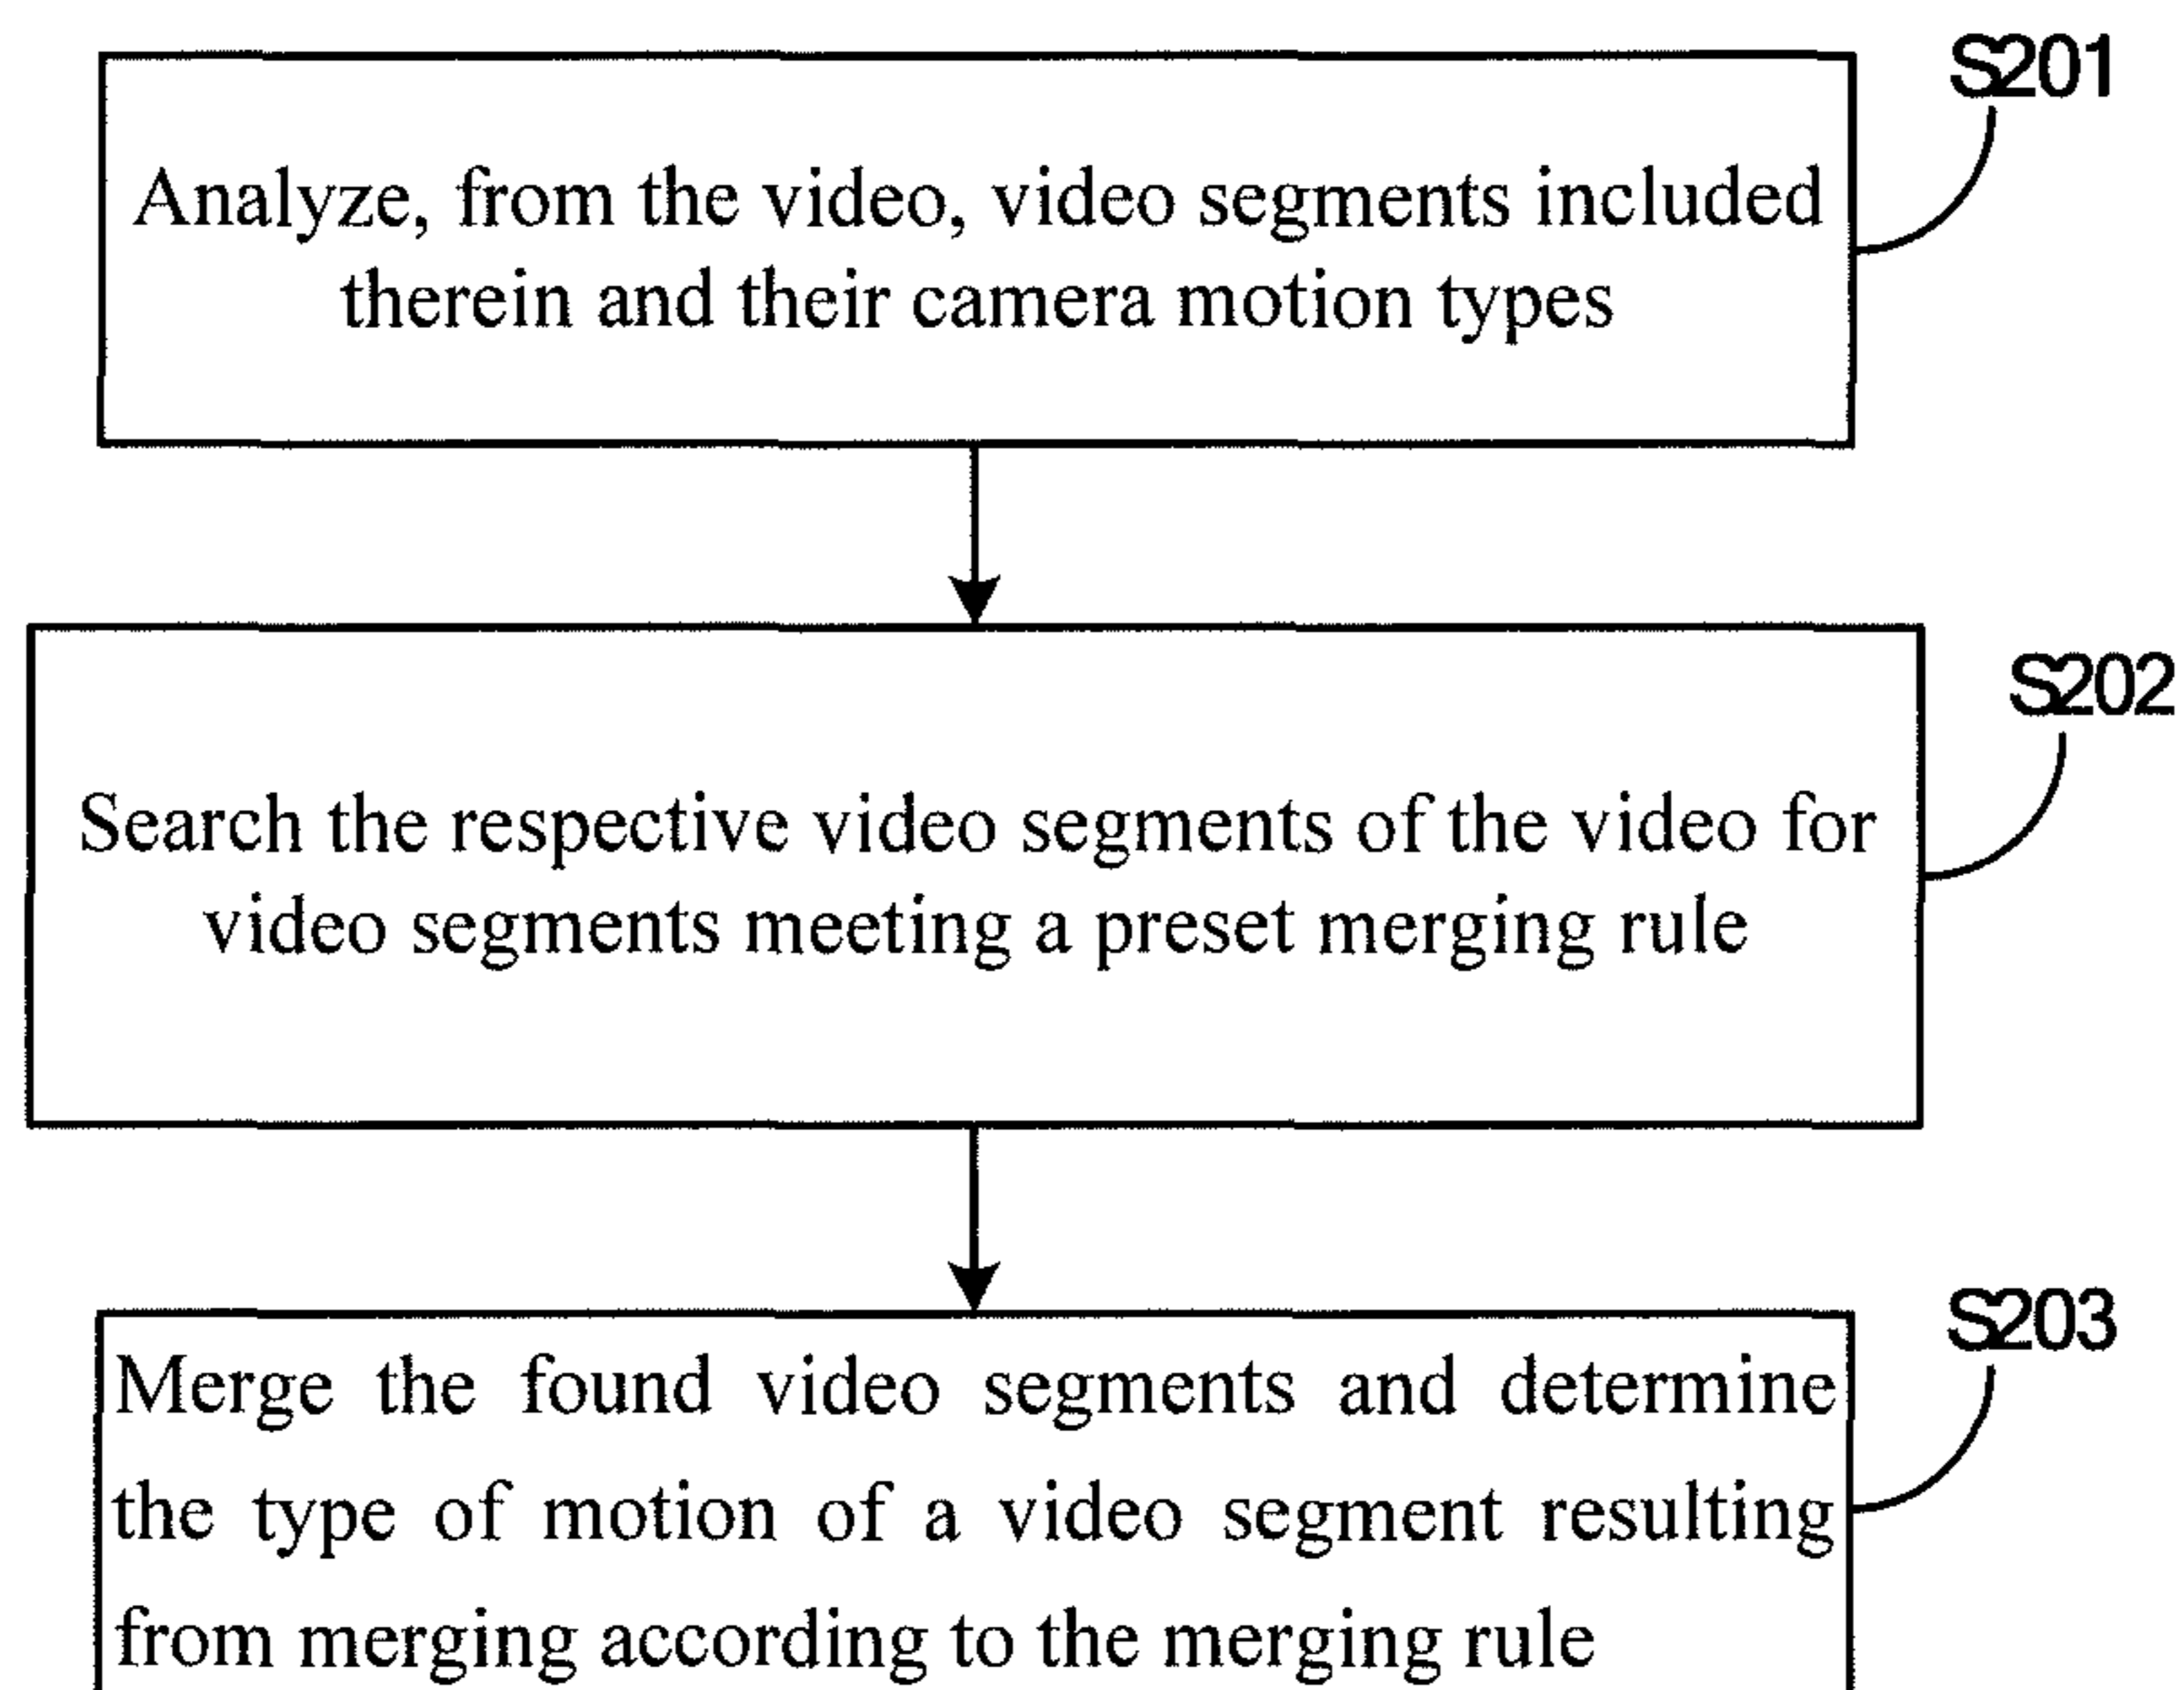 S201
Analyze, from the video, video segments included
therein and their camera motion types
S202
Search the respective video segments of the video for
video segments meeting a preset merging rule
S203
Merge the found video segments and determine
the type of motion of a video segment resulting
from merging according to the merging rule